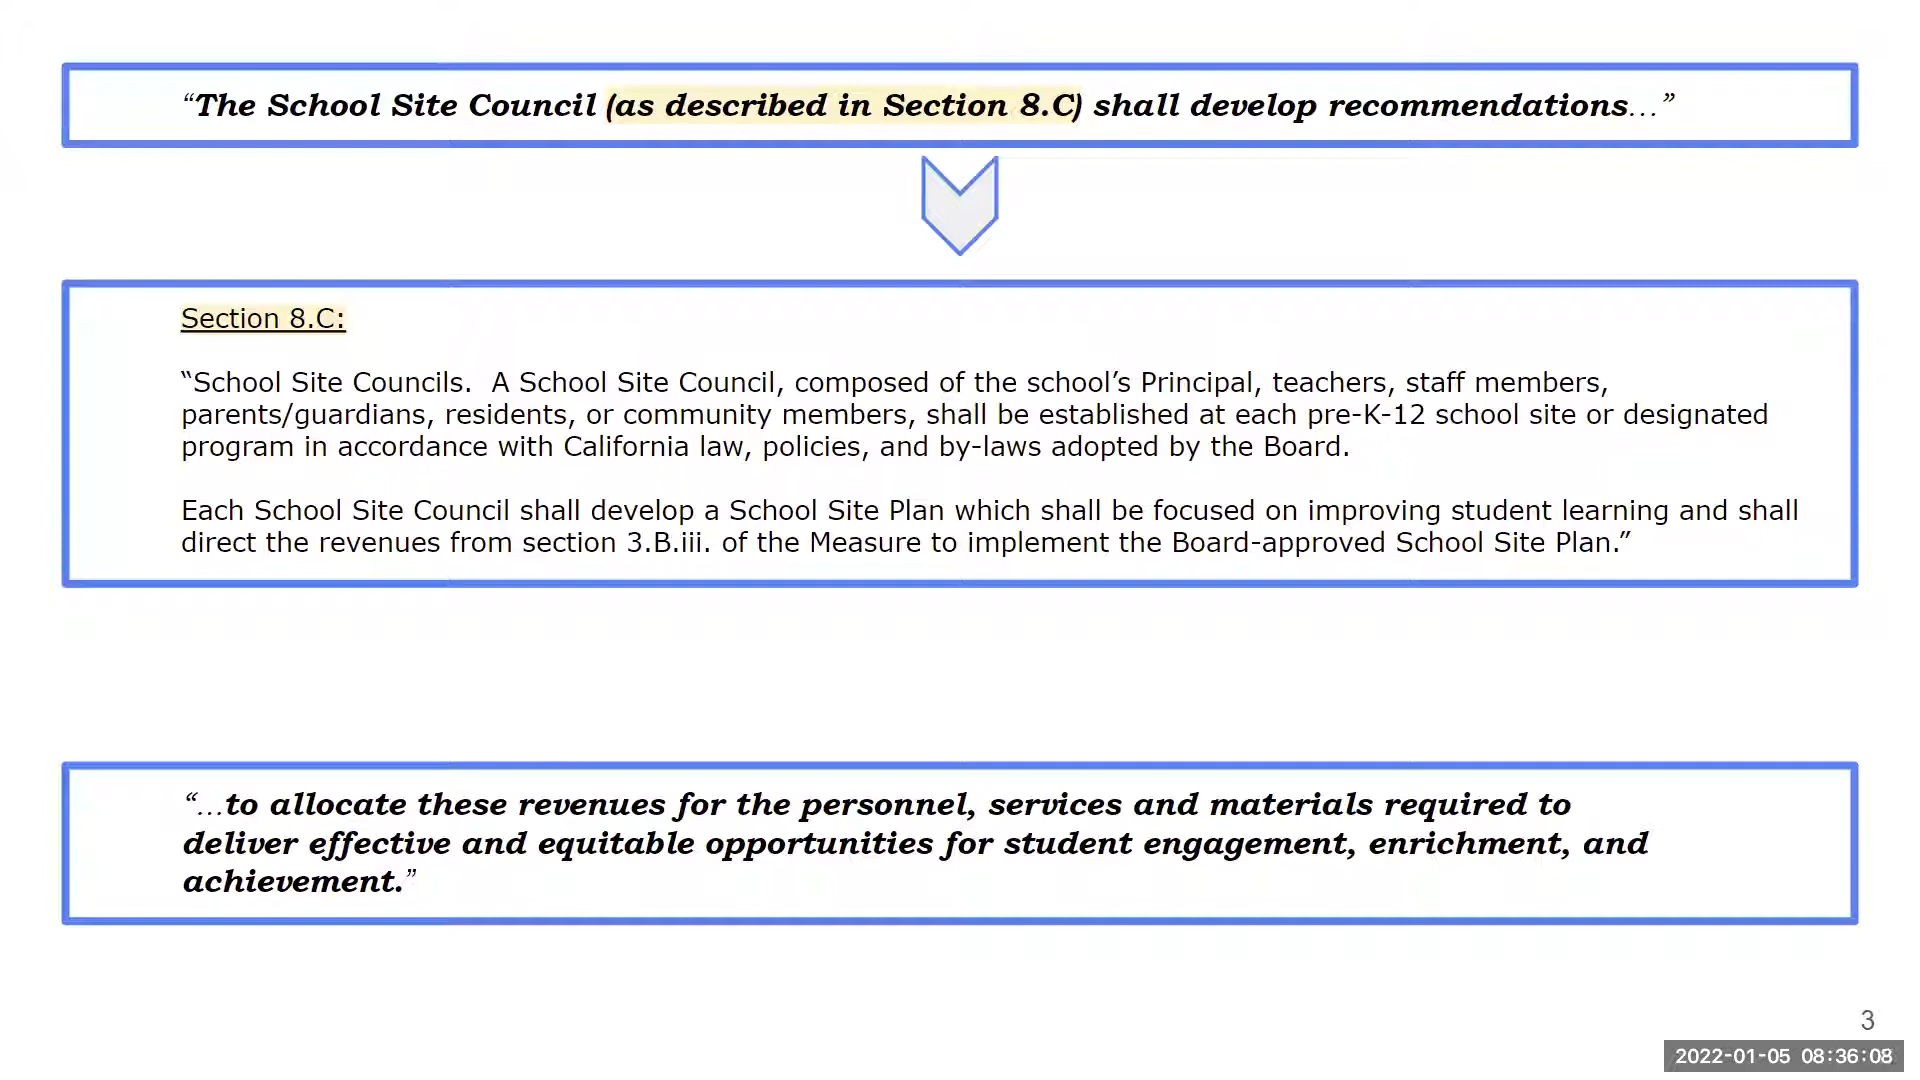 “The School Site Council (as described in Section 8.C) shall develop recommendations…”
Section 8.C:
“School Site Councils.  A School Site Council, composed of the school’s Principal, teachers, staff members,
parents/guardians, residents, or community members, shall be established at each pre-K-12 school site or designated
program in accordance with California law, policies, and by-laws adopted by the Board.
Each School Site Council shall develop a School Site Plan which shall be focused on improving student learning and shall
direct the revenues from section 3.B.iii. of the Measure to implement the Board-approved School Site Plan.”
“…to allocate these revenues for the personnel, services and materials required to
deliver effective and equitable opportunities for student engagement, enrichment, and
achievement.”
3
2022-01-05 08:36:08